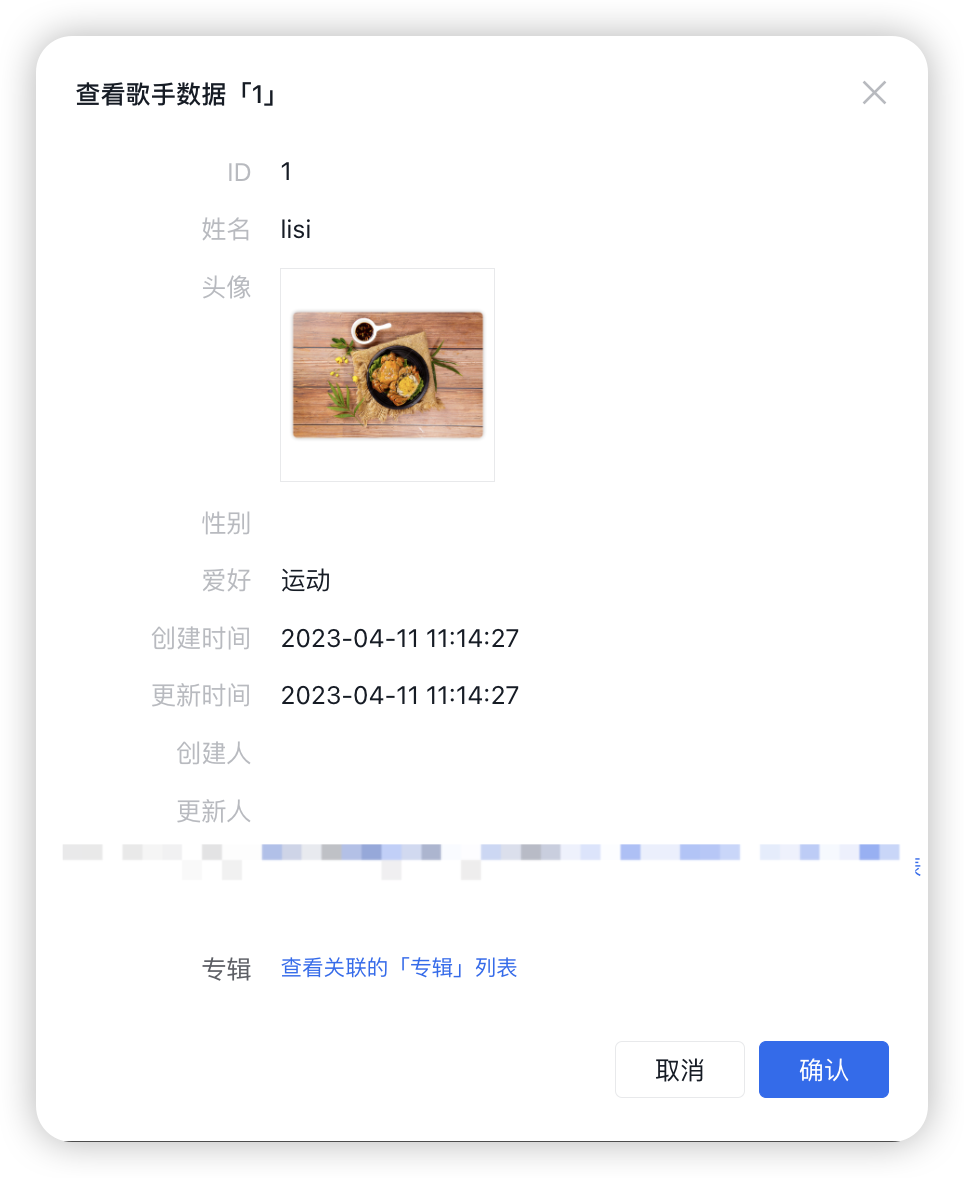 查看歌手数据「1」
ID 1
姓名 lisi
头像
性别
爱好 运动
创建时间 2023-04-11 11:14:27
更新时间 2023-04-11 11:14:27
创建人
更新人
专辑 查看关联的「专辑」列表
取消 确认